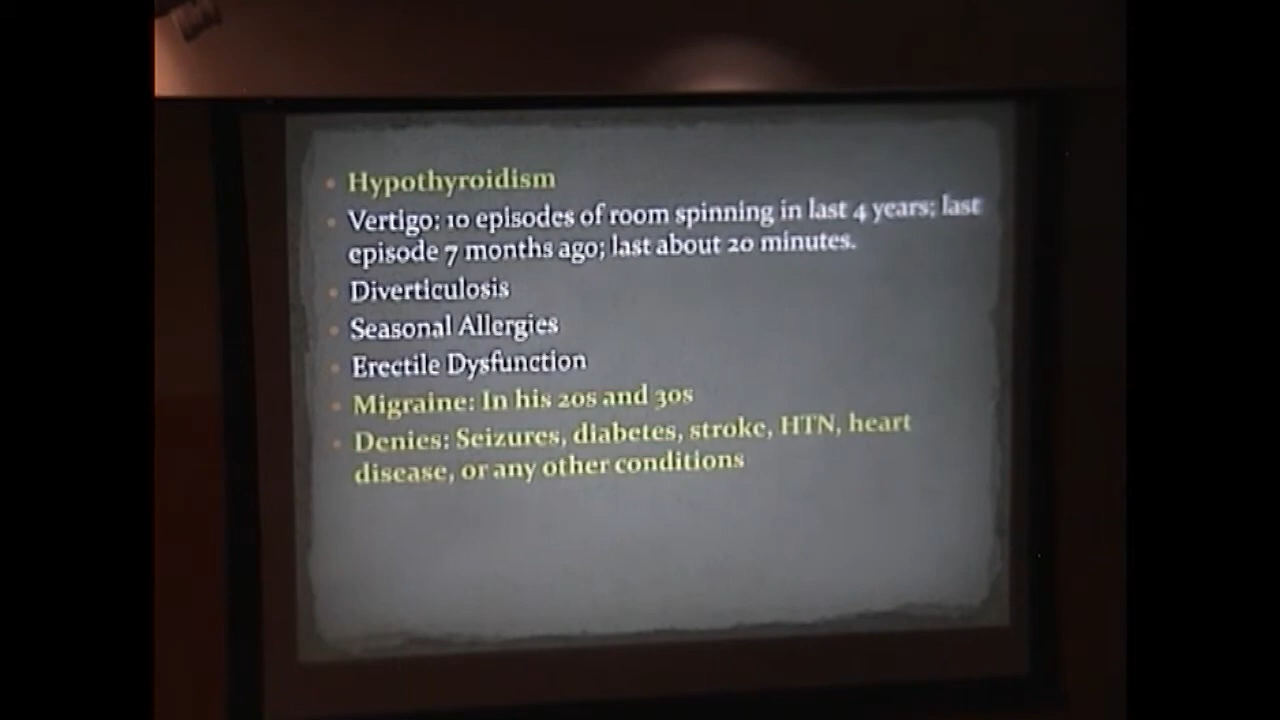 • Hypothyroidism
• Vertigo: 10 episodes of room spinning in last 4 years; last
episode 7 months ago; last about 20 minutes.
• Diverticulosis
• Seasonal Allergies
• Erectile Dysfunction
• Migraine: In his 20s and 30s
• Denies: Seizures, diabetes, stroke, HTN, heart
disease, or any other conditions